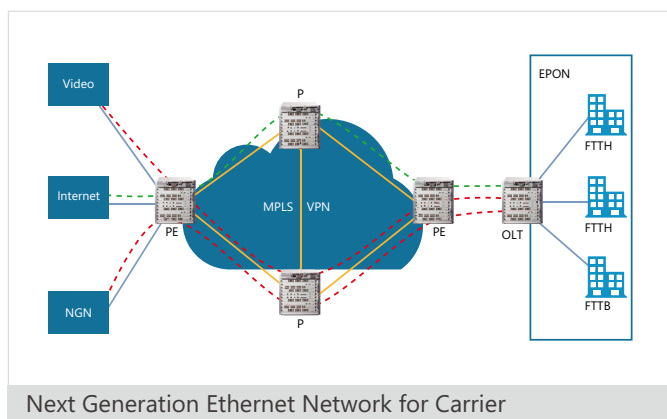 Video
Internet
NGN
PE
P
MPLS VPN
P
PE
OLT
EPON
FTTH
FTTH
FTTB
Next Generation Ethernet Network for Carrier